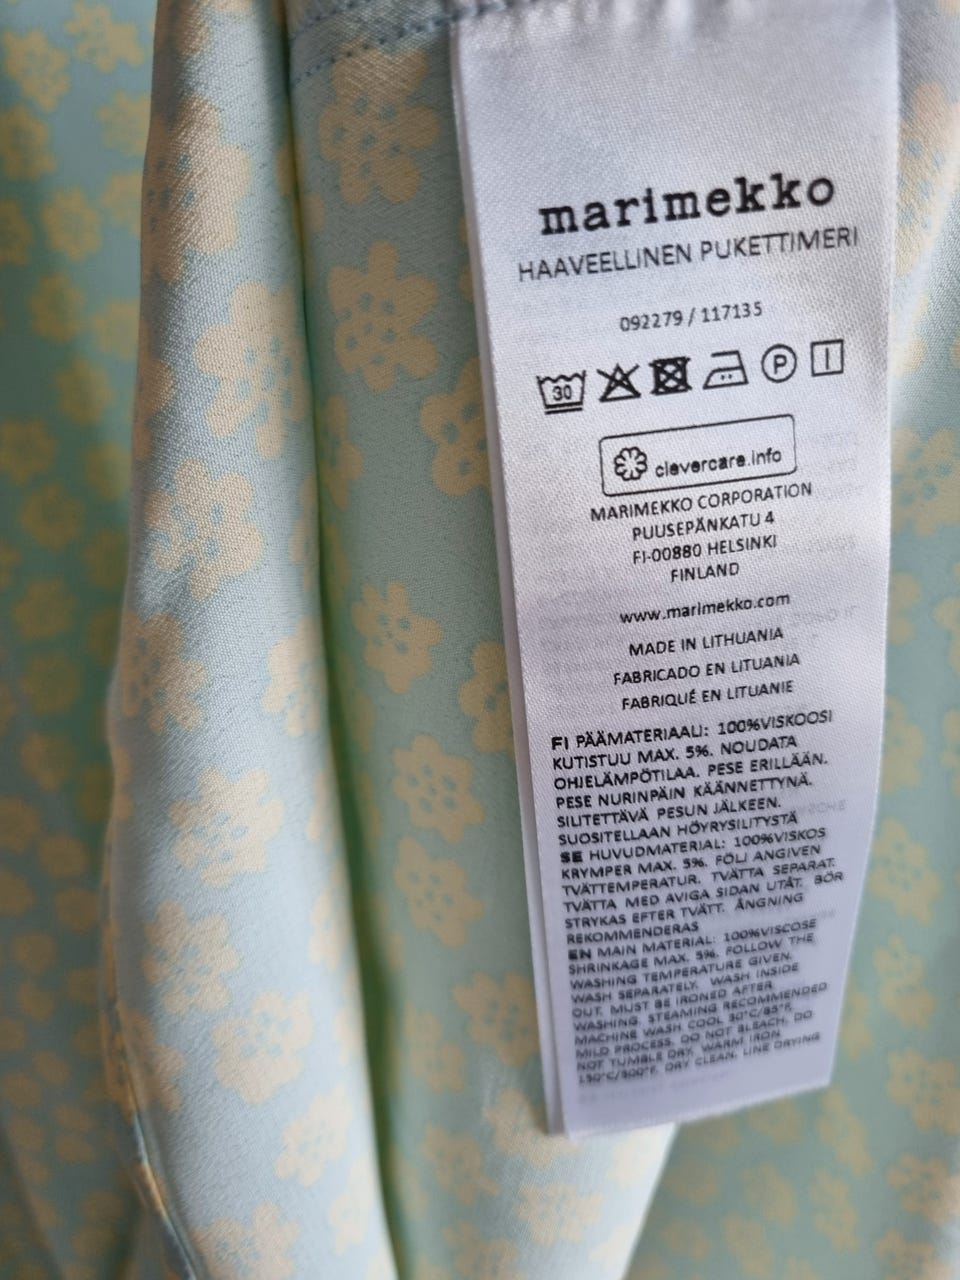 marimekko
HAAVEELLINEN PUKETTIMERI
092279 / 117135
30 P
clevercare.info
MARIMEKKO CORPORATION
PUUSEPÄNKATU 4
FI-00880 HELSINKI
FINLAND
www.marimekko.com
MADE IN LITHUANIA
FABRICADO EN LITUANIA
FABRIQUÉ EN LITUANIE
FI PÄÄMATERIAALI: 100%VISKOOSI
KUTISTUU MAX. 5%. NOUDATA
OHJELÄMPÖTILAA. PESE ERILLÄÄN.
PESE NURINPÄIN KÄÄNNETTYNÄ.
SILITETTÄVÄ PESUN JÄLKEEN.
SUOSITELLAAN HÖYRYSILITYSTÄ
SE HUVUDMATERIAL: 100%VISKOS
KRYMPER MAX. 5%. FÖLJ ANGIVEN
TVÄTTEMPERATUR. TVÄTTA SEPARAT.
TVÄTTA MED AVIGA SIDAN UTÅT. BÖR
STRYKAS EFTER TVÄTT. ÅNGNING
REKOMMENDERAS
EN MAIN MATERIAL: 100%VISCOSE
SHRINKAGE MAX. 5%. FOLLOW THE
WASHING TEMPERATURE GIVEN.
WASH SEPARATELY. WASH INSIDE
OUT. MUST BE IRONED AFTER
WASHING. STEAMING RECOMMENDED
MACHINE WASH COOL 30°C/85°F,
MILD PROCESS. DO NOT BLEACH. DO
NOT TUMBLE DRY. WARM IRON
150°C/300°F. DRY CLEAN. LINE DRYING